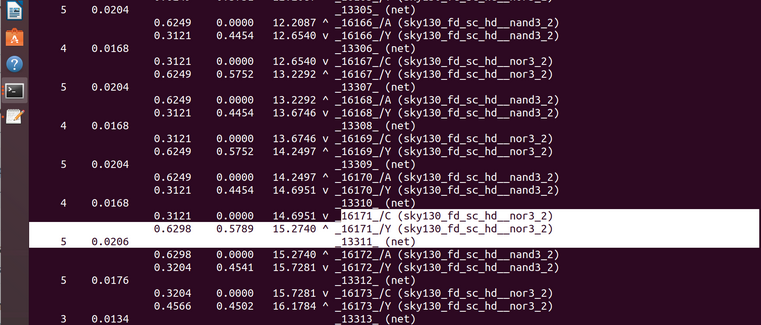 5 0.0204 _13305_ (net)
0.6249 0.0000 12.2087 ^ _16166_/A (sky130_fd_sc_hd__nand3_2)
0.3121 0.4454 12.6540 v _16166_/Y (sky130_fd_sc_hd__nand3_2)
4 0.0168 _13306_ (net)
0.3121 0.0000 12.6540 v _16167_/C (sky130_fd_sc_hd__nor3_2)
0.6249 0.5752 13.2292 ^ _16167_/Y (sky130_fd_sc_hd__nor3_2)
5 0.0204 _13307_ (net)
0.6249 0.0000 13.2292 ^ _16168_/A (sky130_fd_sc_hd__nand3_2)
0.3121 0.4454 13.6746 v _16168_/Y (sky130_fd_sc_hd__nand3_2)
4 0.0168 _13308_ (net)
0.3121 0.0000 13.6746 v _16169_/C (sky130_fd_sc_hd__nor3_2)
0.6249 0.5752 14.2497 ^ _16169_/Y (sky130_fd_sc_hd__nor3_2)
5 0.0204 _13309_ (net)
0.6249 0.0000 14.2497 ^ _16170_/A (sky130_fd_sc_hd__nand3_2)
0.3121 0.4454 14.6951 v _16170_/Y (sky130_fd_sc_hd__nand3_2)
4 0.0168 _13310_ (net)
0.3121 0.0000 14.6951 v _16171_/C (sky130_fd_sc_hd__nor3_2)
0.6298 0.5789 15.2740 ^ _16171_/Y (sky130_fd_sc_hd__nor3_2)
5 0.0206 _13311_ (net)
0.6298 0.0000 15.2740 ^ _16172_/A (sky130_fd_sc_hd__nand3_2)
0.3204 0.4541 15.7281 v _16172_/Y (sky130_fd_sc_hd__nand3_2)
5 0.0176 _13312_ (net)
0.3204 0.0000 15.7281 v _16173_/C (sky130_fd_sc_hd__nor3_2)
0.4566 0.4502 16.1784 ^ _16173_/Y (sky130_fd_sc_hd__nor3_2)
3 0.0134 _13313_ (net)